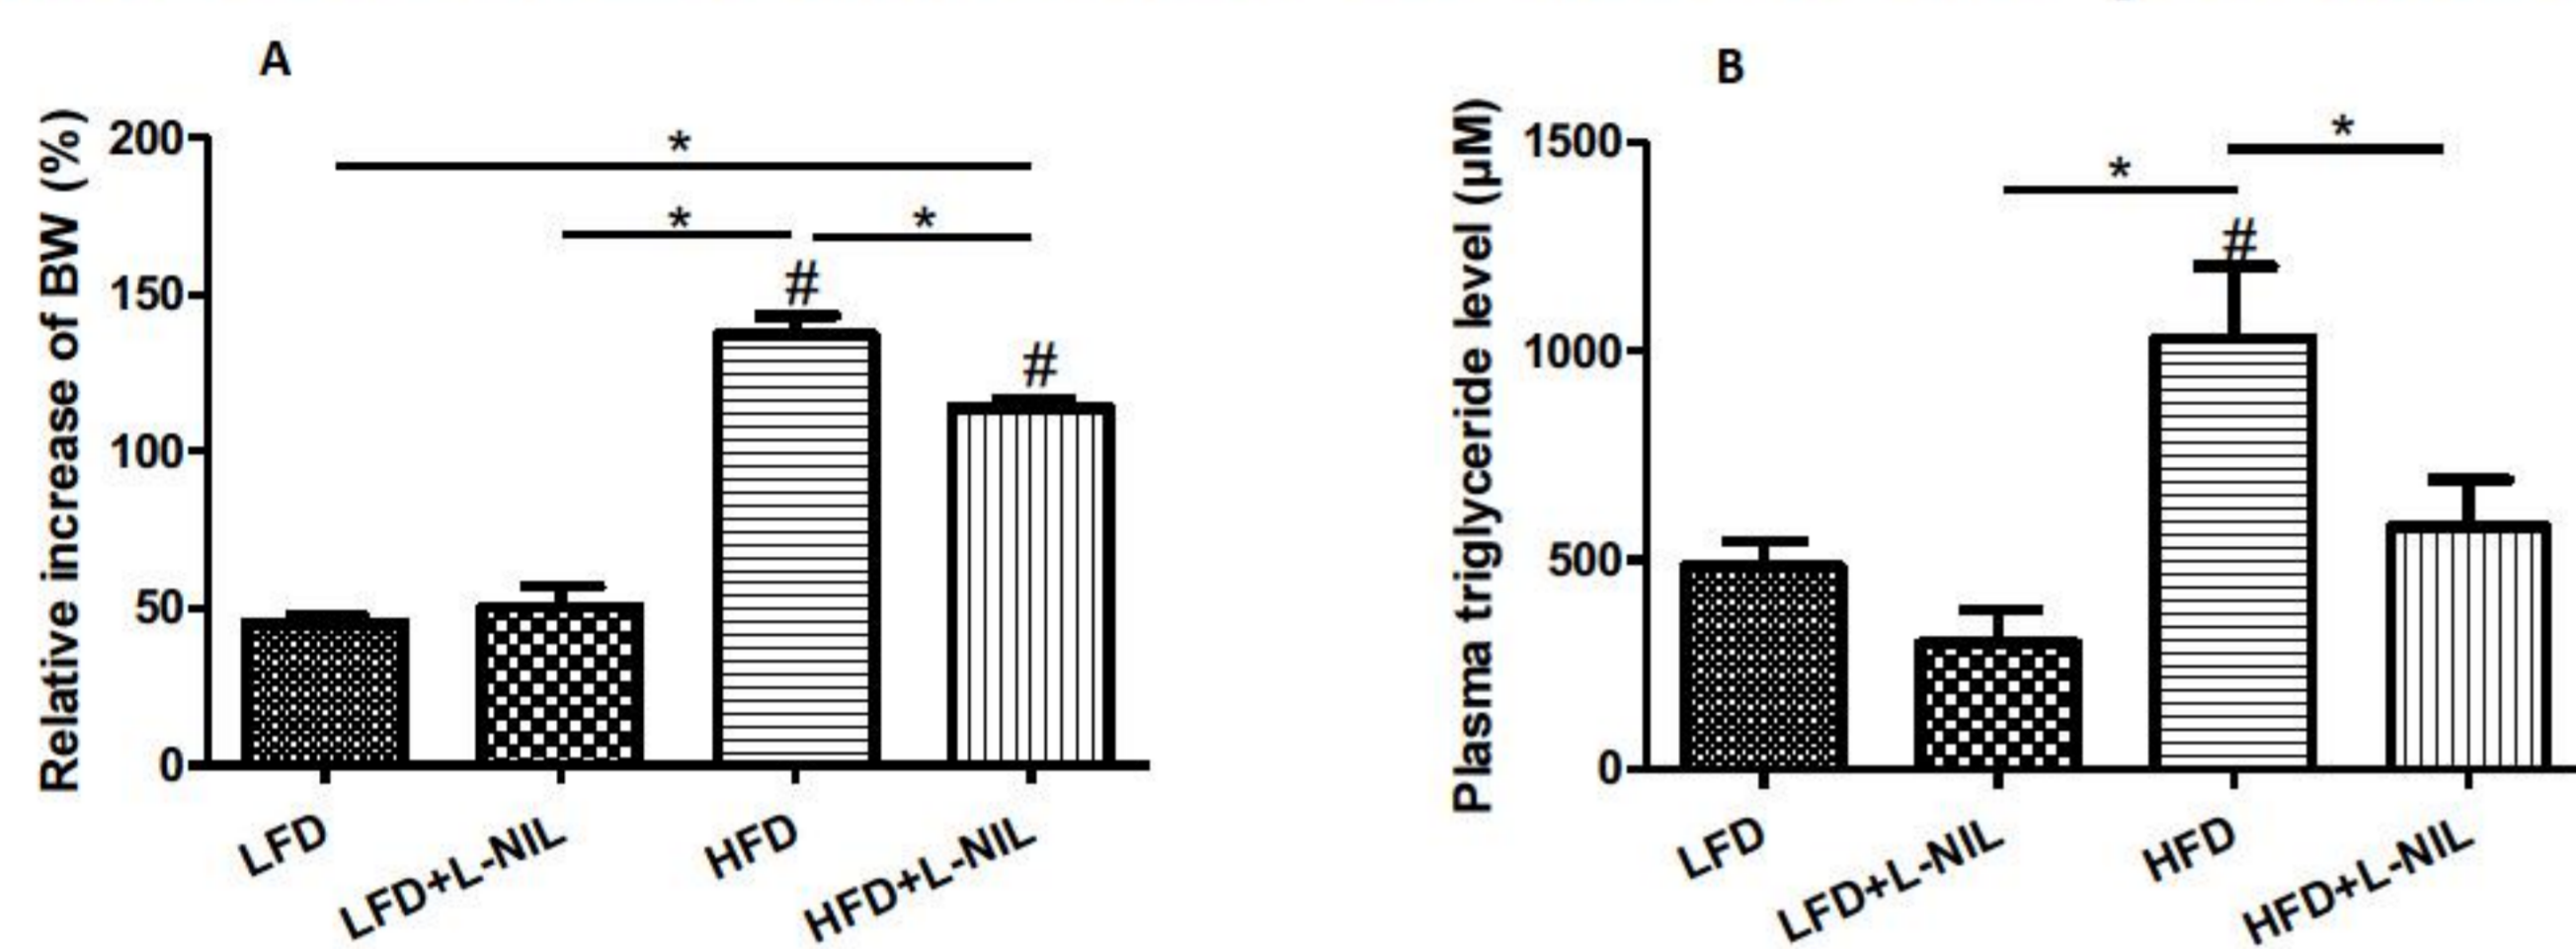 A
Relative increase of BW (%)
200
150
100
50
0
*
*
*
#
#
LFD
LFD+L-NIL
HFD
HFD+L-NIL
B
Plasma triglyceride level (µM)
1500
1000
500
0
*
*
#
LFD
LFD+L-NIL
HFD
HFD+L-NIL